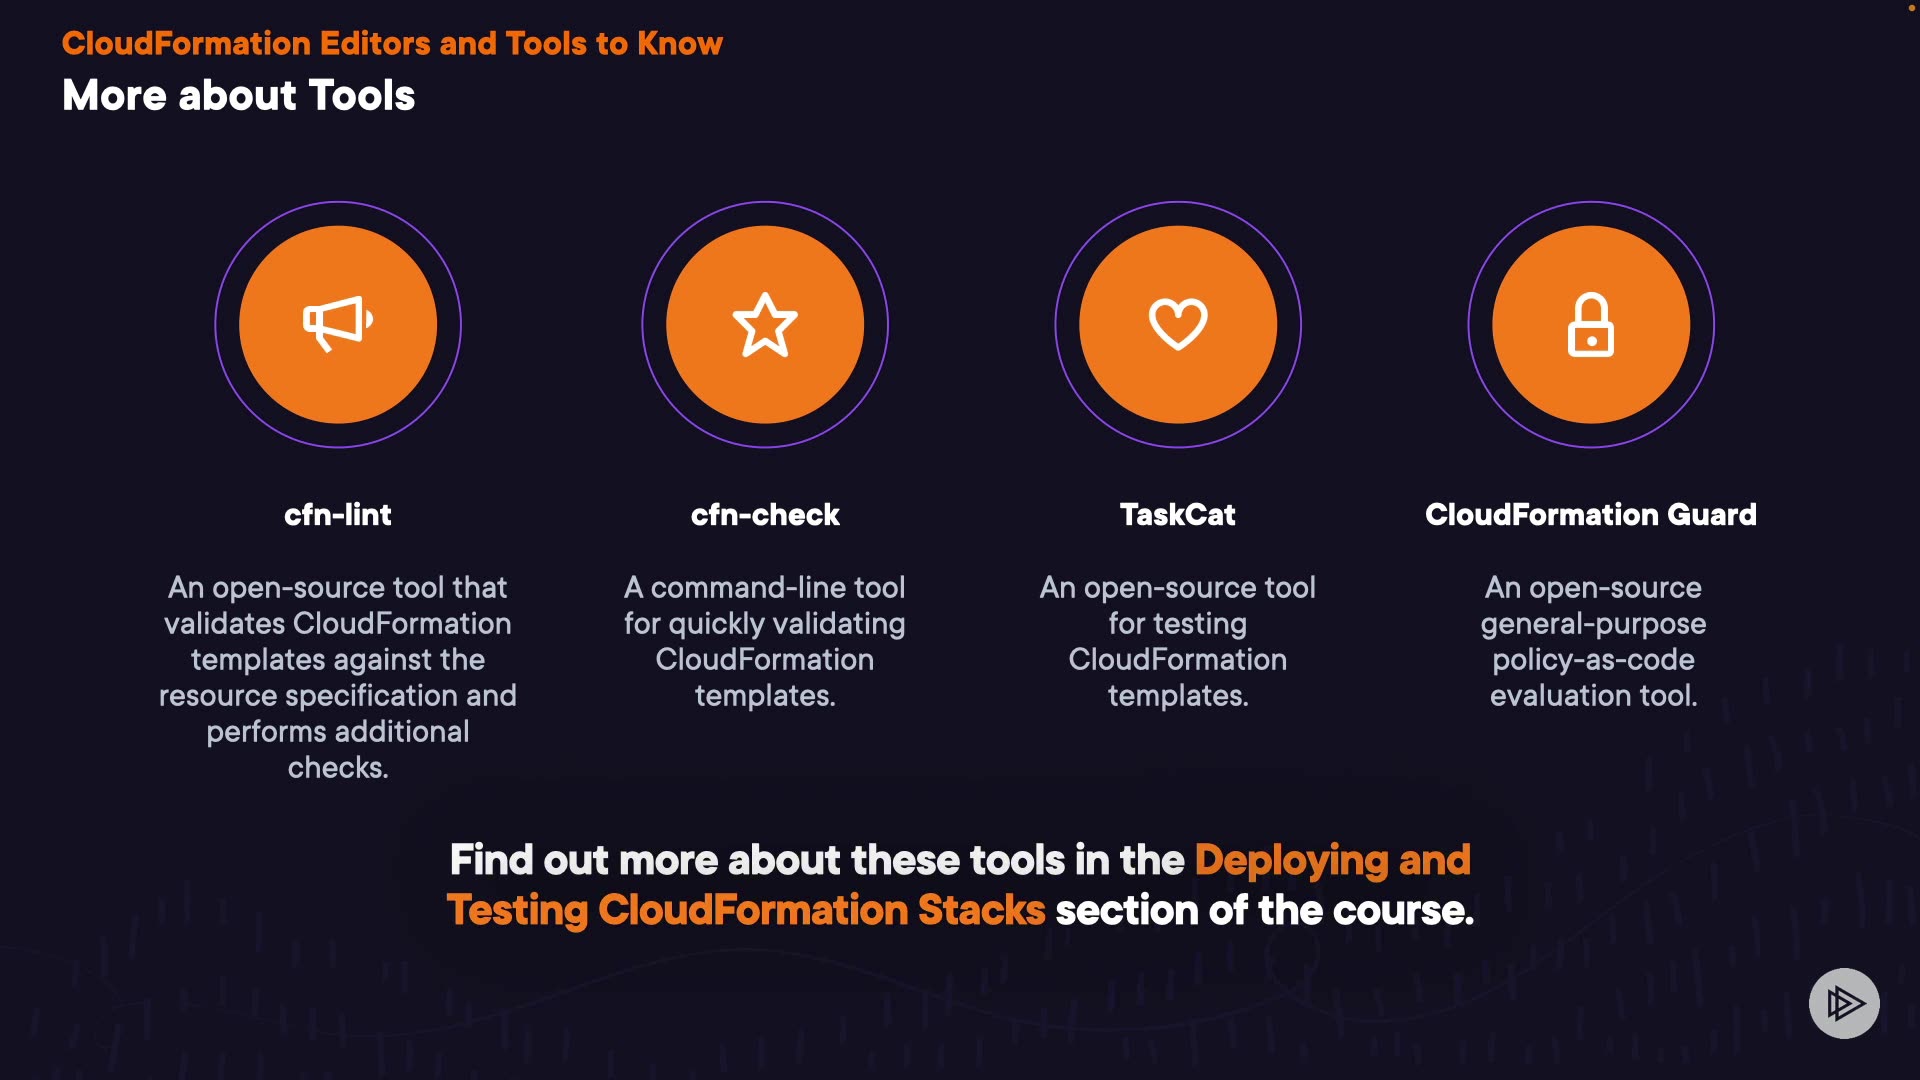 CloudFormation Editors and Tools to Know
More about Tools
cfn-lint
An open-source tool that
validates CloudFormation
templates against the
resource specification and
performs additional
checks.
cfn-check
A command-line tool
for quickly validating
CloudFormation
templates.
TaskCat
An open-source tool
for testing
CloudFormation
templates.
CloudFormation Guard
An open-source
general-purpose
policy-as-code
evaluation tool.
Find out more about these tools in the Deploying and
Testing CloudFormation Stacks section of the course.